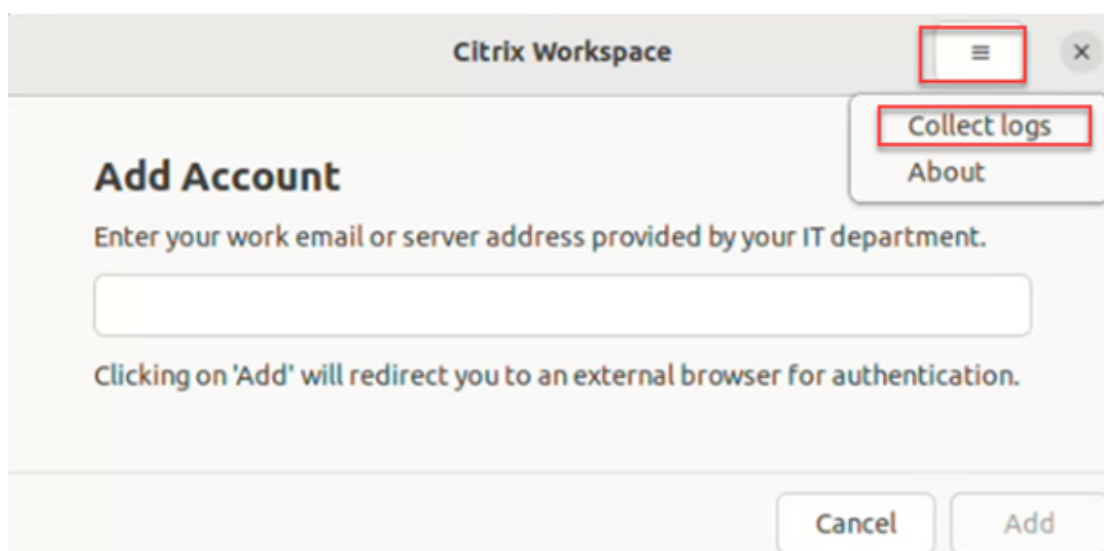 Citrix Workspace
Collect logs
About
Add Account
Enter your work email or server address provided by your IT department.
Clicking on 'Add' will redirect you to an external browser for authentication.
Cancel
Add